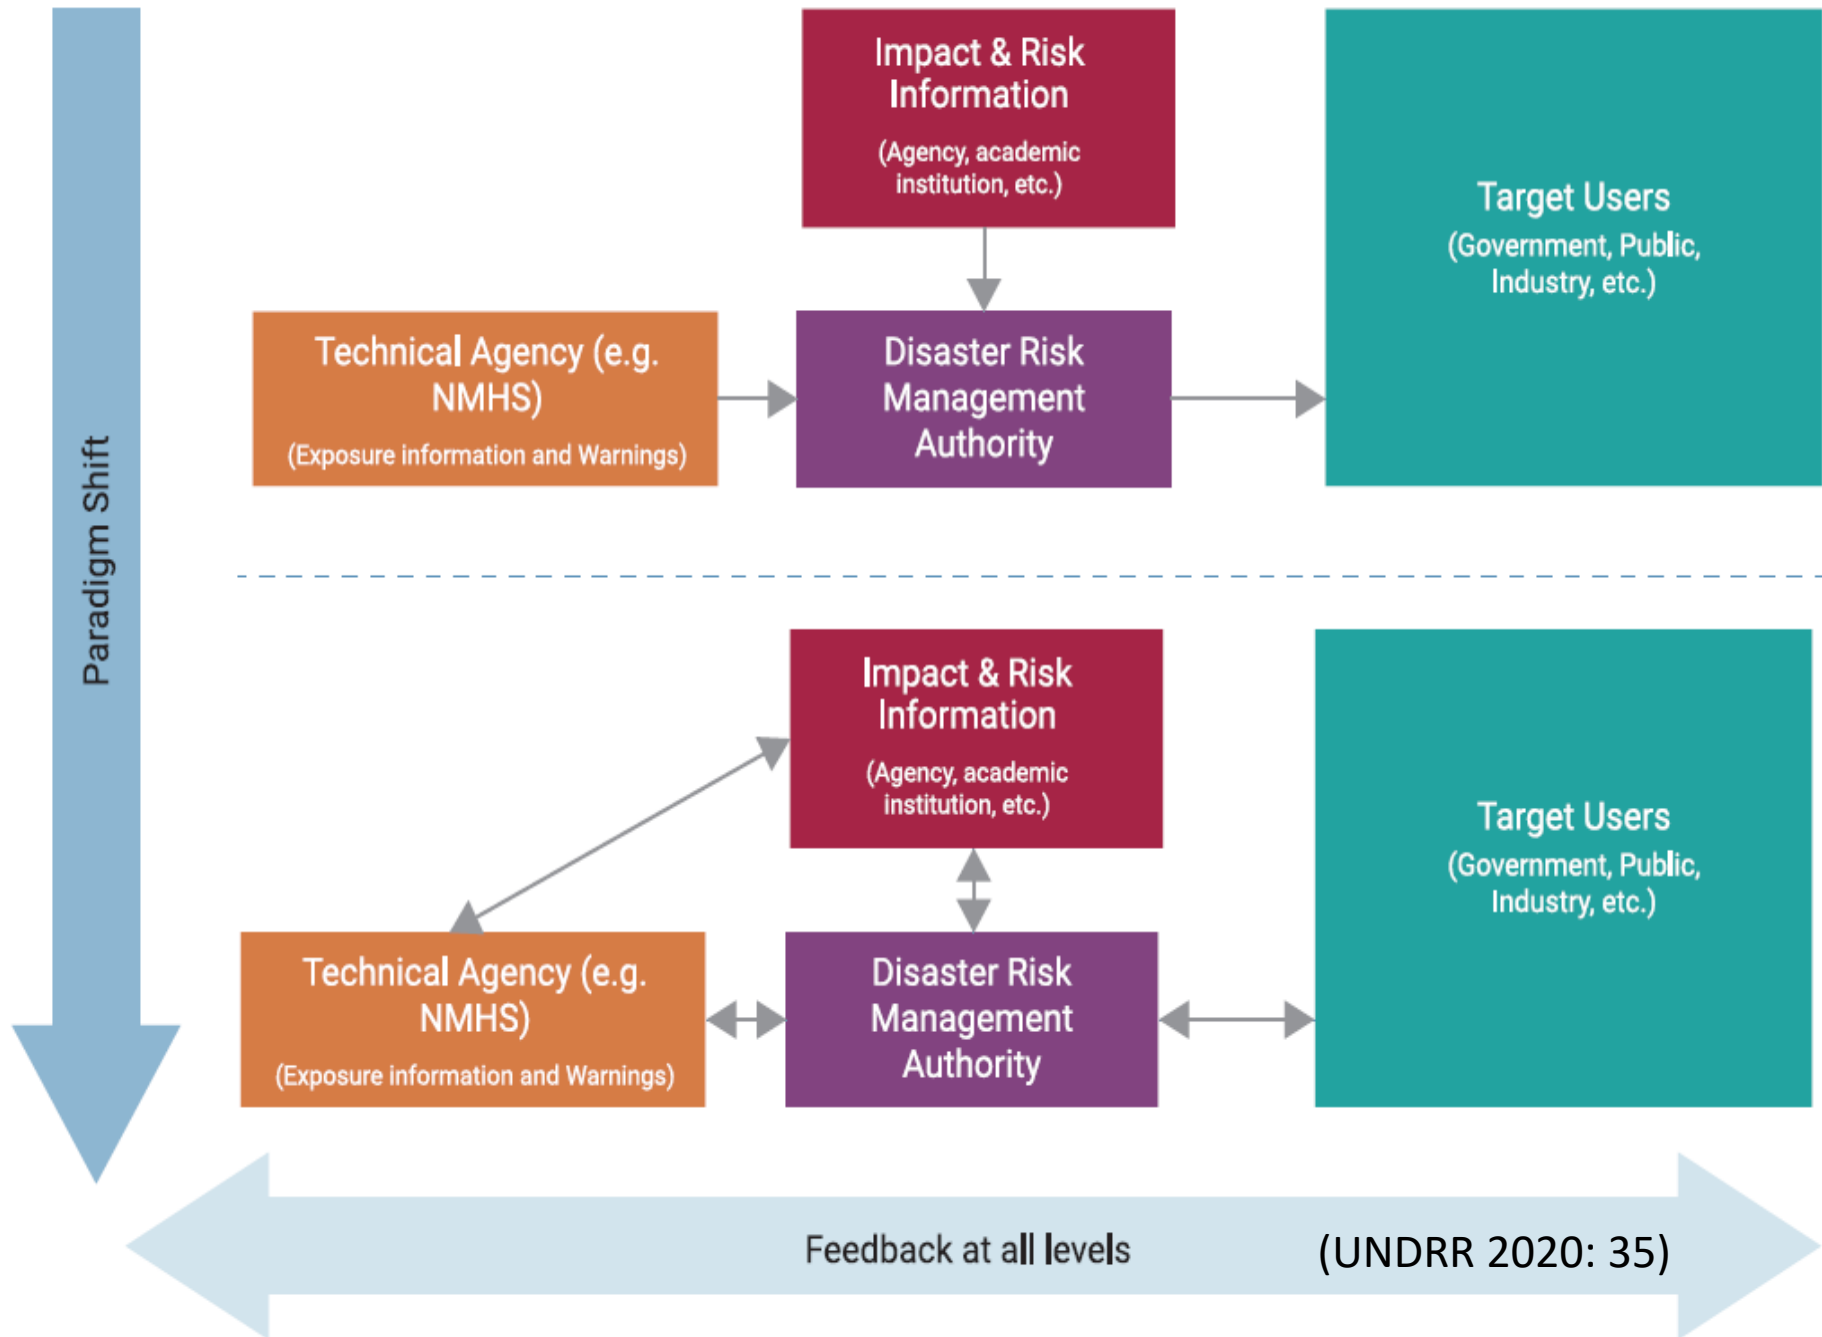 Paradigm Shift
Impact & Risk
Information
(Agency, academic
institution, etc.)
Target Users
(Government, Public,
Industry, etc.)
Technical Agency (e.g.
NMHS)
(Exposure information and Warnings)
Disaster Risk
Management
Authority
Impact & Risk
Information
(Agency, academic
institution, etc.)
Target Users
(Government, Public,
Industry, etc.)
Technical Agency (e.g.
NMHS)
(Exposure information and Warnings)
Disaster Risk
Management
Authority
Feedback at all levels
(UNDRR 2020: 35)